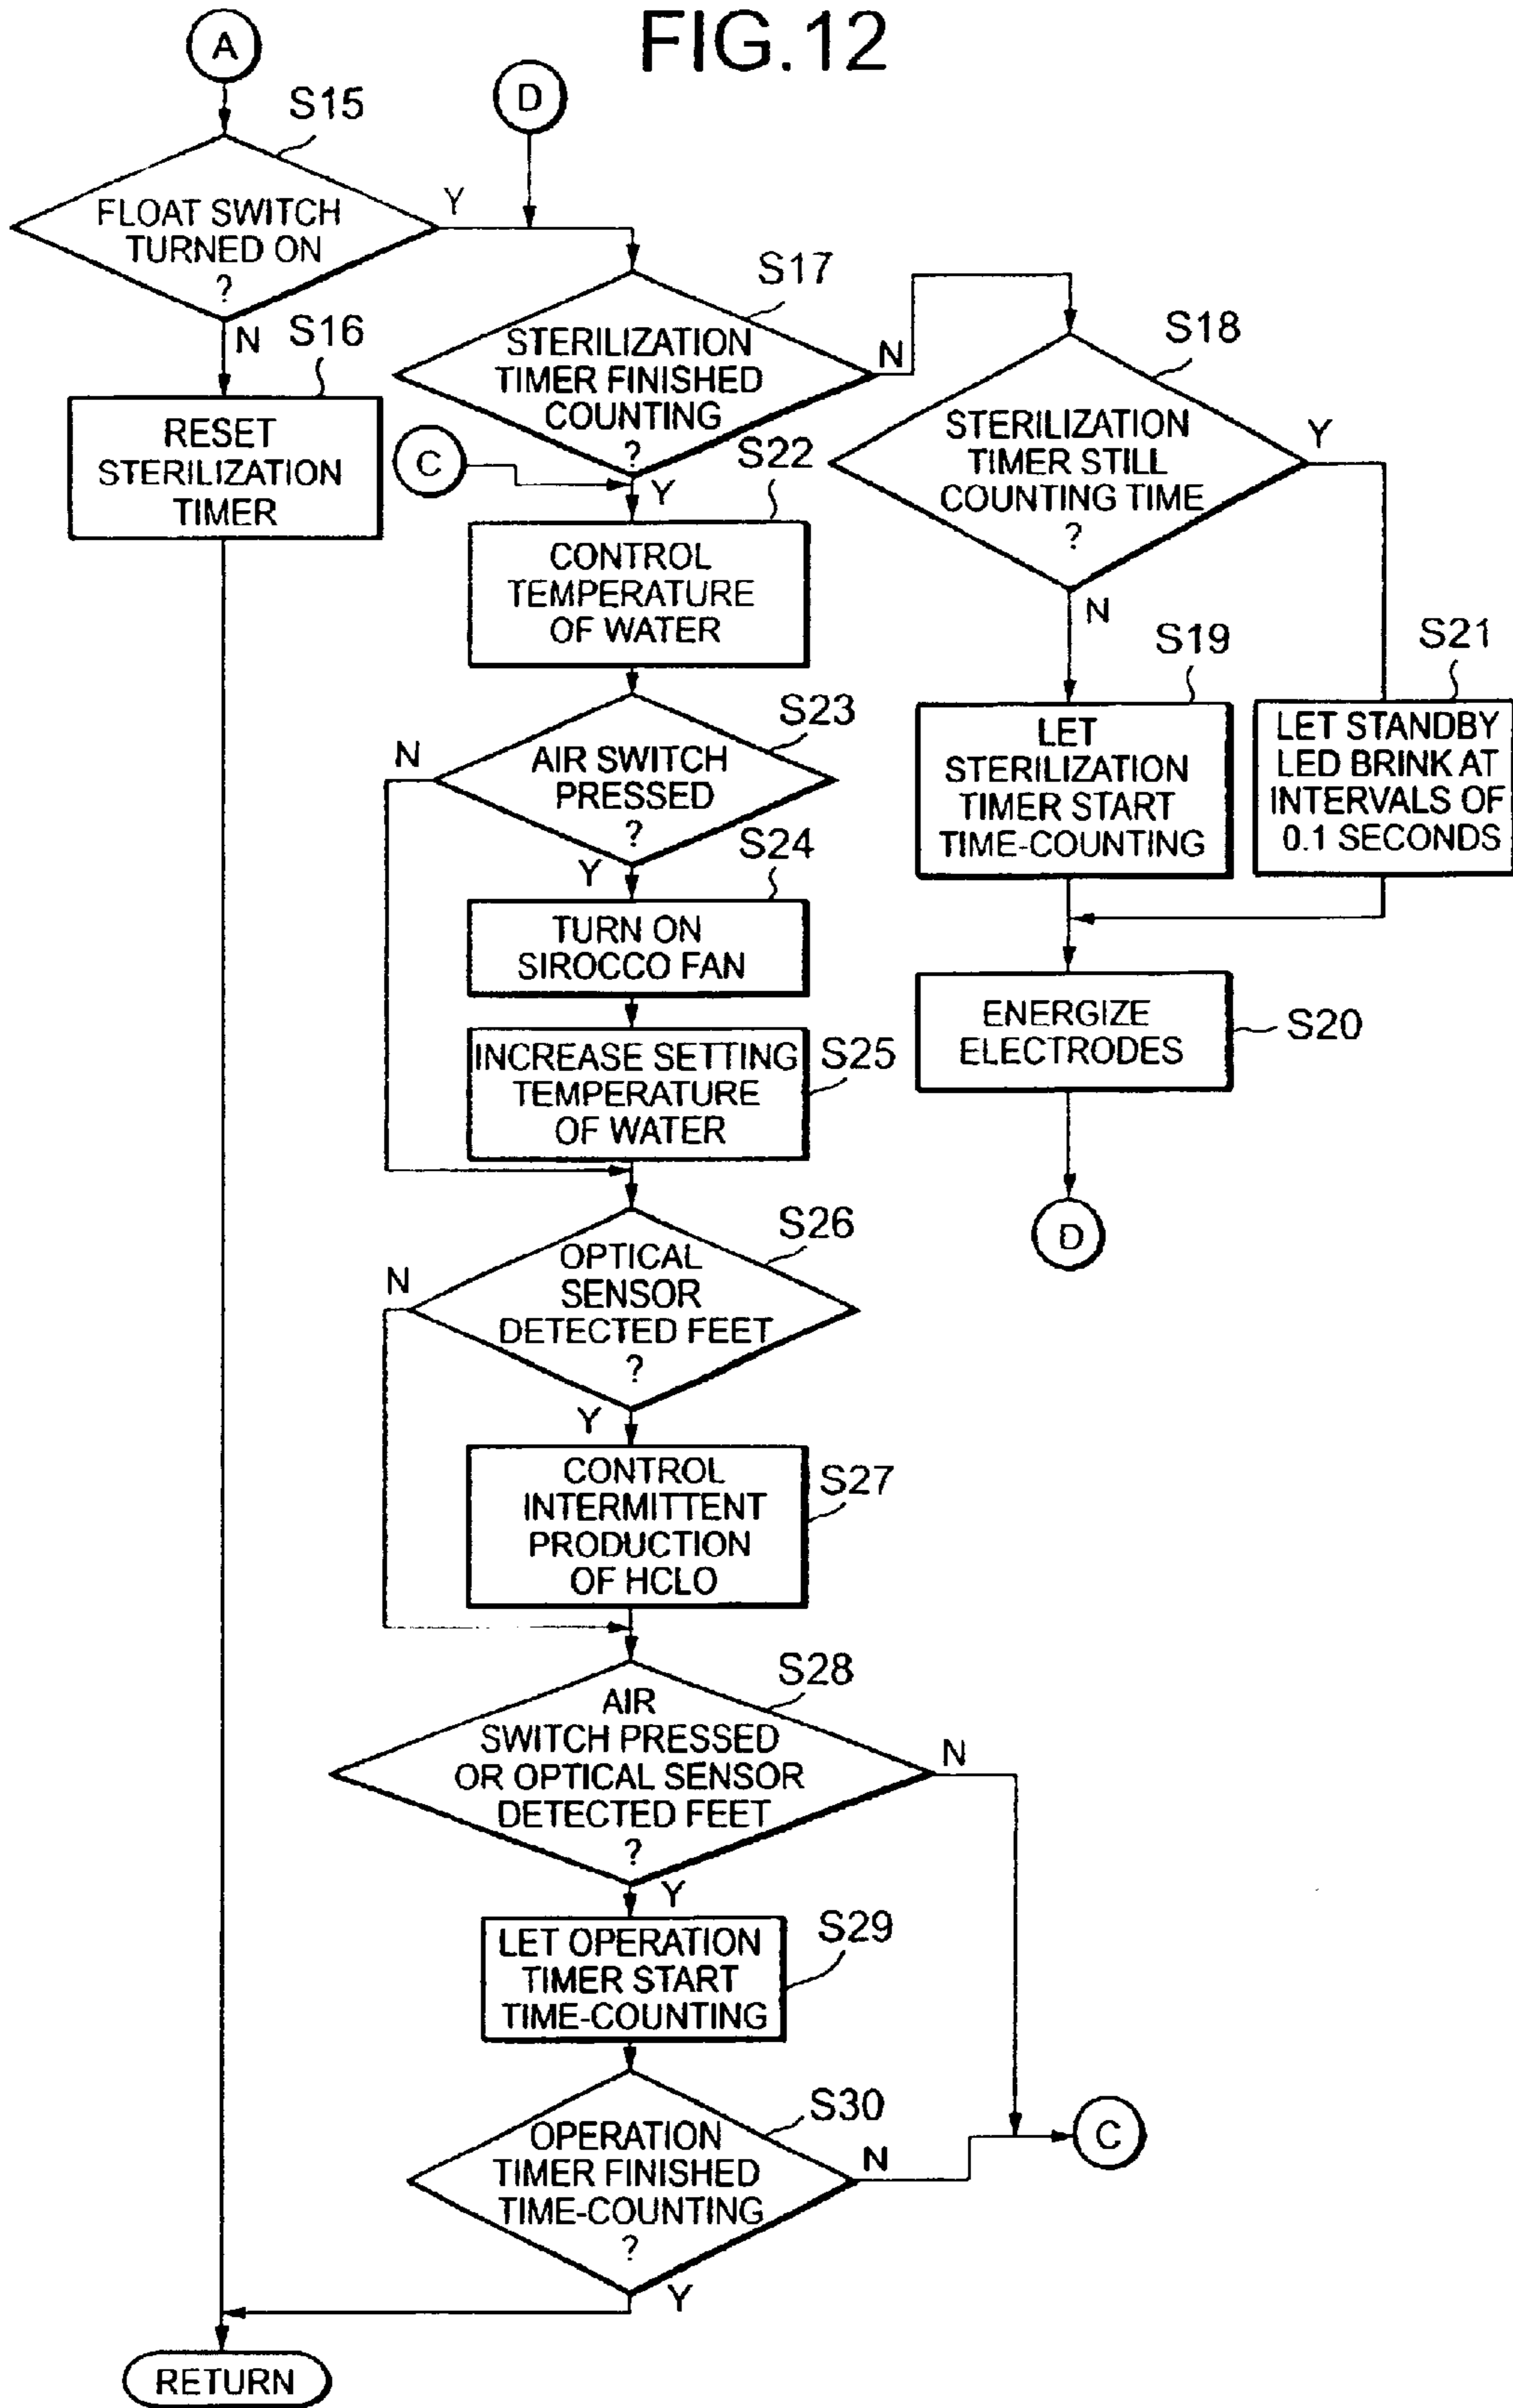 FIG.12
A
D
S15
FLOAT SWITCH
TURNED ON
?
Y
N
S16
RESET
STERILIZATION
TIMER
S17
STERILIZATION
TIMER FINISHED
COUNTING
?
N
Y
C
S18
STERILIZATION
TIMER STILL
COUNTING TIME
?
Y
N
S19
LET
STERILIZATION
TIMER START
TIME-COUNTING
S21
LET STANDBY
LED BRINK AT
INTERVALS OF
0.1 SECONDS
ENERGIZE
ELECTRODES
S20
D
S22
CONTROL
TEMPERATURE
OF WATER
S23
N
AIR SWITCH
PRESSED
?
Y
S24
TURN ON
SIROCCO FAN
S25
INCREASE SETTING
TEMPERATURE
OF WATER
S26
N
OPTICAL
SENSOR
DETECTED FEET
?
Y
S27
CONTROL
INTERMITTENT
PRODUCTION
OF HCLO
S28
AIR
SWITCH PRESSED
OR OPTICAL SENSOR
DETECTED FEET
?
N
Y
S29
LET OPERATION
TIMER START
TIME-COUNTING
S30
OPERATION
TIMER FINISHED
TIME-COUNTING
?
N
C
Y
RETURN